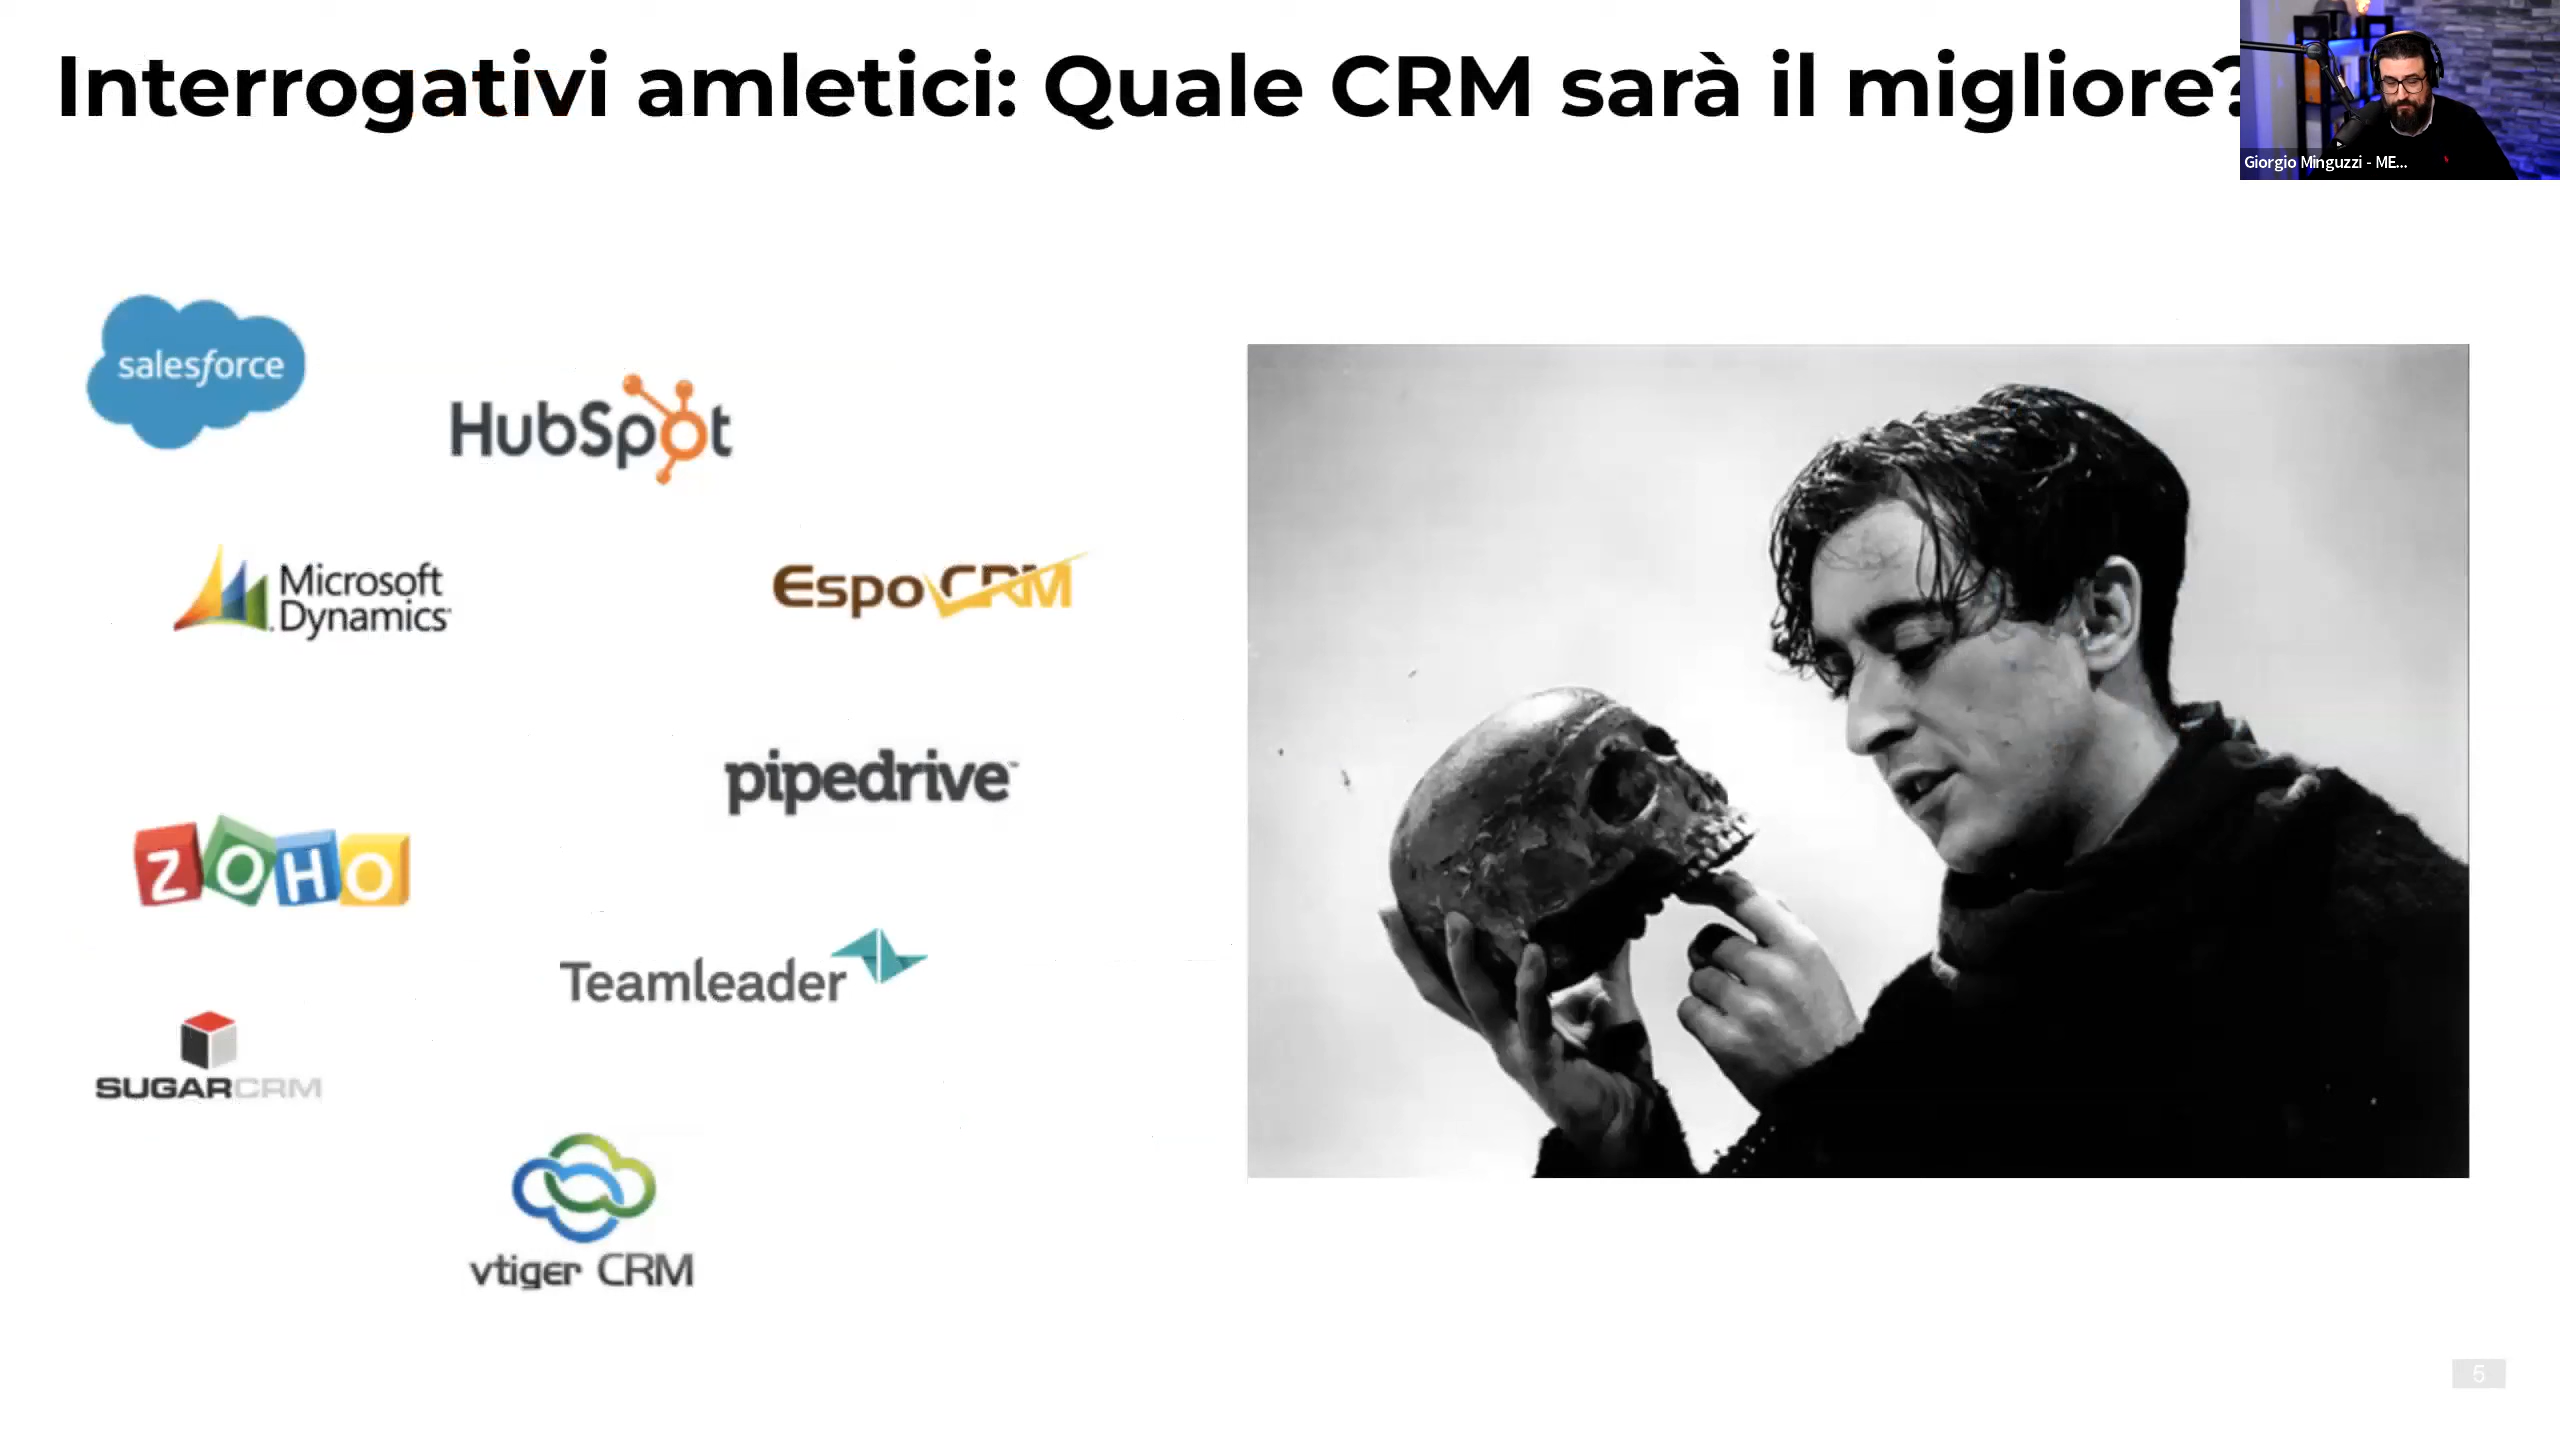 Interrogativi amletici: Quale CRM sarà il migliore?
Giorgio Minguzzi - ME...
salesforce
HubSpot
Microsoft
Dynamics
EspoCRM
pipedrive™
ZOHO
Teamleader
SUGARCRM
vtiger CRM
5